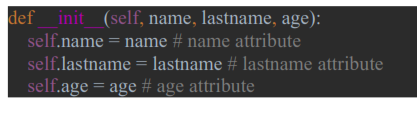 def __init__(self, name, lastname, age):
self.name = name # name attribute
self.lastname = lastname # lastname attribute
self.age = age # age attribute